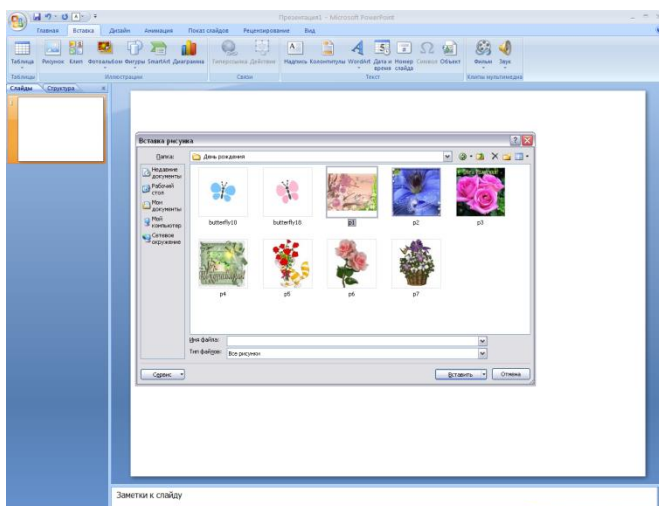 Презентация1 - Microsoft PowerPoint
Главная Вставка Дизайн Анимация Показ слайдов Рецензирование Вид
Таблица Рисунок Клип Фотоальбом Фигуры SmartArt Диаграмма Гиперссылка Действие Надпись Колонтитулы WordArt Дата и время Номер слайда Символ Объект Фильм Звук
Таблицы Иллюстрации Связи Текст Клипы мультимедиа
Слайды Структура x
1
Вставка рисунка
Папка: День рождения
Недавние документы
Рабочий стол
Мои документы
Мой компьютер
Сетевое окружение
butterfly10 butterfly18 p1 p2 p3
p4 p5 p6 p7
Имя файла:
Тип файлов: Все рисунки
Сервис Вставить Отмена
Заметки к слайду